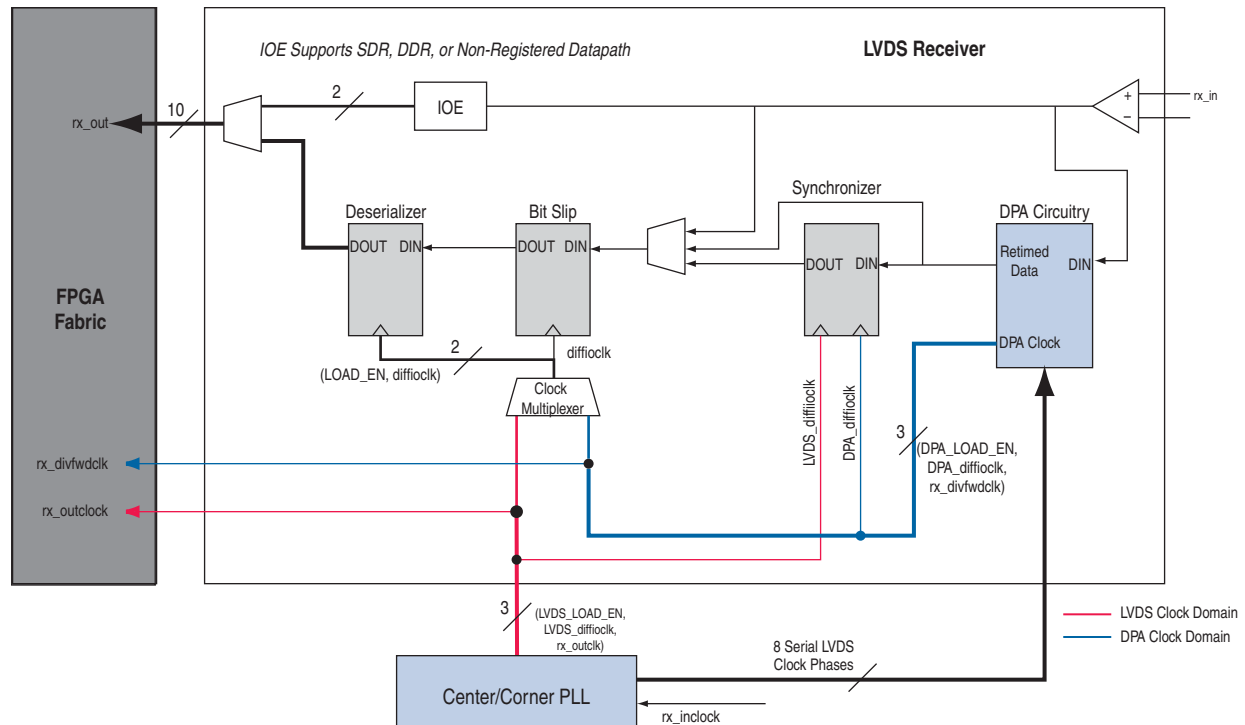 IOE Supports SDR, DDR, or Non-Registered Datapath
LVDS Receiver
2
IOE
+
−
rx_in
10
rx_out
Synchronizer
Deserializer
Bit Slip
DPA Circuitry
DOUT DIN
DOUT DIN
DOUT DIN
Retimed
Data
DIN
FPGA
Fabric
DPA Clock
2
diffioclk
(LOAD_EN, diffioclk)
Clock
Multiplexer
LVDS_diffiioclk
DPA_diffioclk
3
(DPA_LOAD_EN,
DPA_diffioclk,
rx_divfwdclk)
rx_divfwdclk
rx_outclock
3
(LVDS_LOAD_EN,
LVDS_diffioclk,
rx_outclk)
LVDS Clock Domain
DPA Clock Domain
8 Serial LVDS
Clock Phases
Center/Corner PLL
rx_inclock